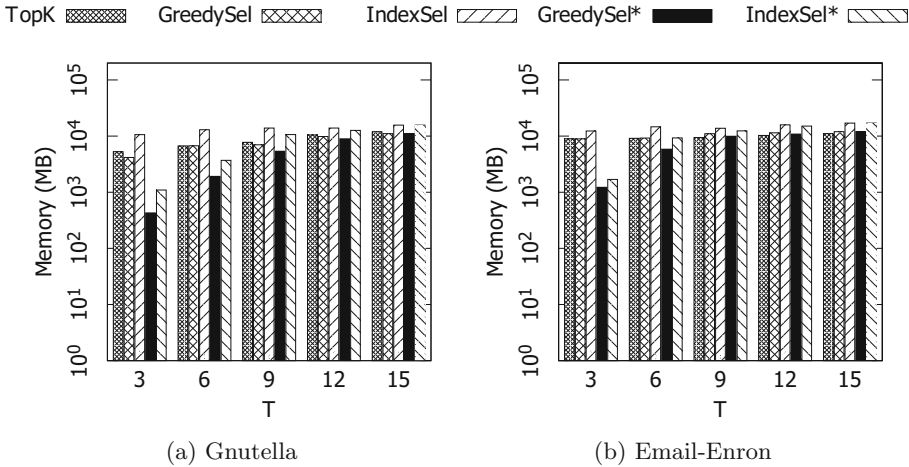 TopK GreedySel IndexSel GreedySel* IndexSel*
Memory (MB)
10^5
10^4
10^3
10^2
10^1
10^0
3 6 9 12 15
T
(a) Gnutella
Memory (MB)
10^5
10^4
10^3
10^2
10^1
10^0
3 6 9 12 15
T
(b) Email-Enron